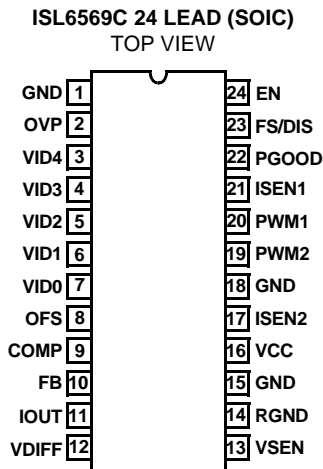 ISL6569C 24 LEAD (SOIC)
TOP VIEW
GND 1 24 EN
OVP 2 23 FS/DIS
VID4 3 22 PGOOD
VID3 4 21 ISEN1
VID2 5 20 PWM1
VID1 6 19 PWM2
VID0 7 18 GND
OFS 8 17 ISEN2
COMP 9 16 VCC
FB 10 15 GND
IOUT 11 14 RGND
VDIFF 12 13 VSEN